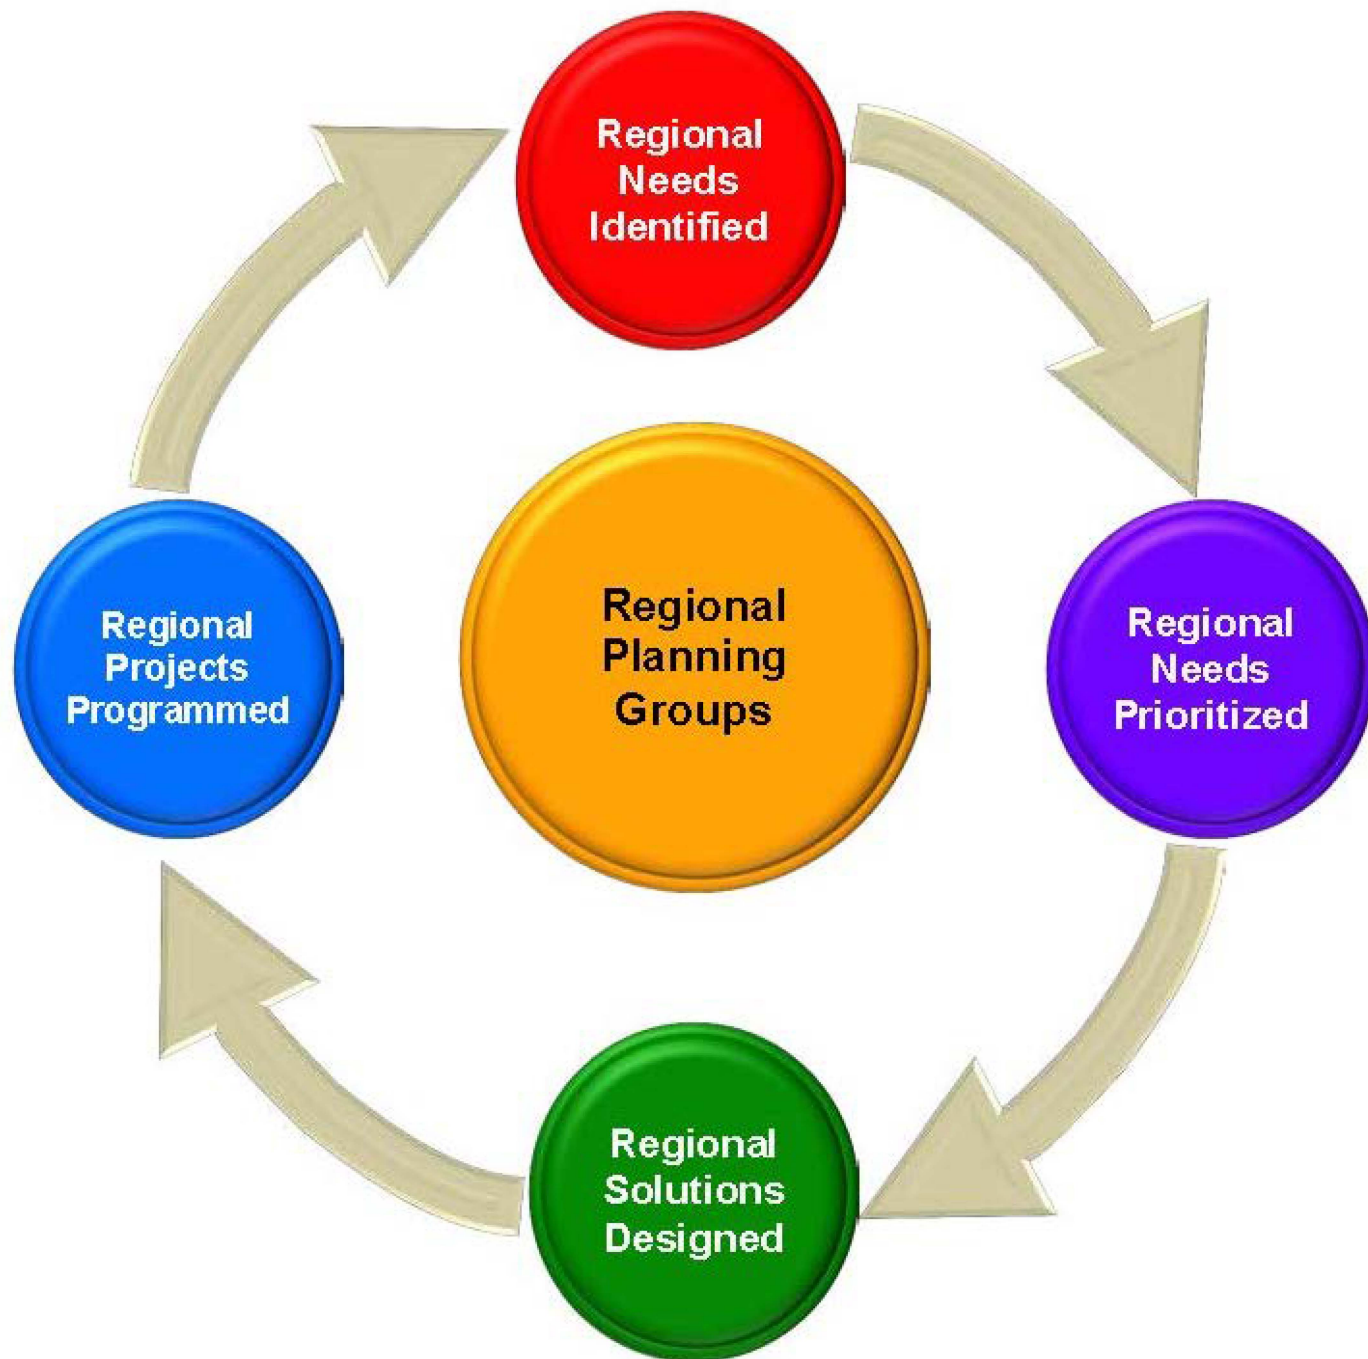 Regional
Needs
Identified
Regional
Needs
Prioritized
Regional
Solutions
Designed
Regional
Projects
Programmed
Regional
Planning
Groups